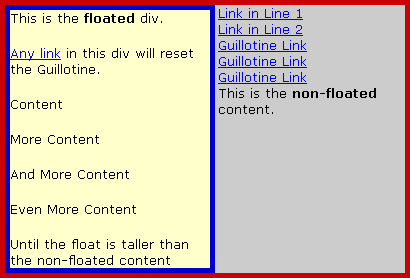 This is the floated div.
Any link in this div will reset
the Guillotine.
Content
More Content
And More Content
Even More Content
Until the float is taller than
the non-floated content
Link in Line 1
Link in Line 2
Guillotine Link
Guillotine Link
Guillotine Link
This is the non-floated
content.